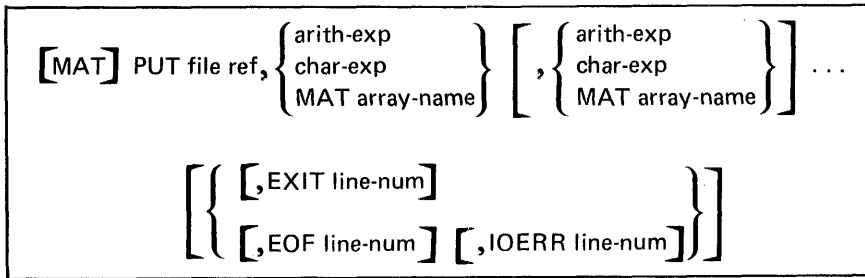 arith-exp arith-exp
[MAT] PUT file ref, { char-exp } [ , { char-exp } ] ...
MAT array-name MAT array-name
[ { [,EXIT line-num]
[,EOF line-num] [,IOERR line-num] } ]